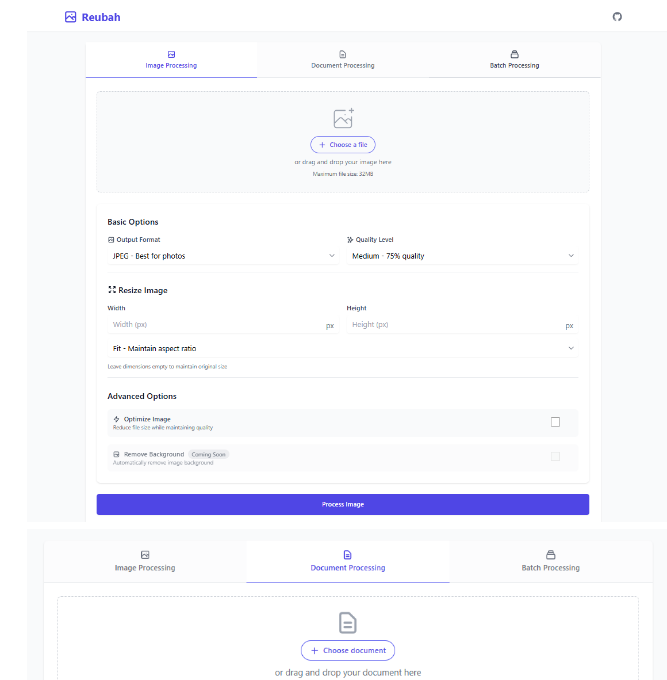 Reubah
Image Processing
Document Processing
Batch Processing
+ Choose a file
or drag and drop your image here
Maximum file size: 32MB
Basic Options
Output Format
Quality Level
JPEG - Best for photos
Medium - 75% quality
Resize Image
Width
Height
Width (px)
px
Height (px)
px
Fit - Maintain aspect ratio
Leave dimensions empty to maintain original size
Advanced Options
Optimize Image
Reduce file size while maintaining quality
Remove Background Coming Soon
Automatically remove image background
Process Image
Image Processing
Document Processing
Batch Processing
+ Choose document
or drag and drop your document here